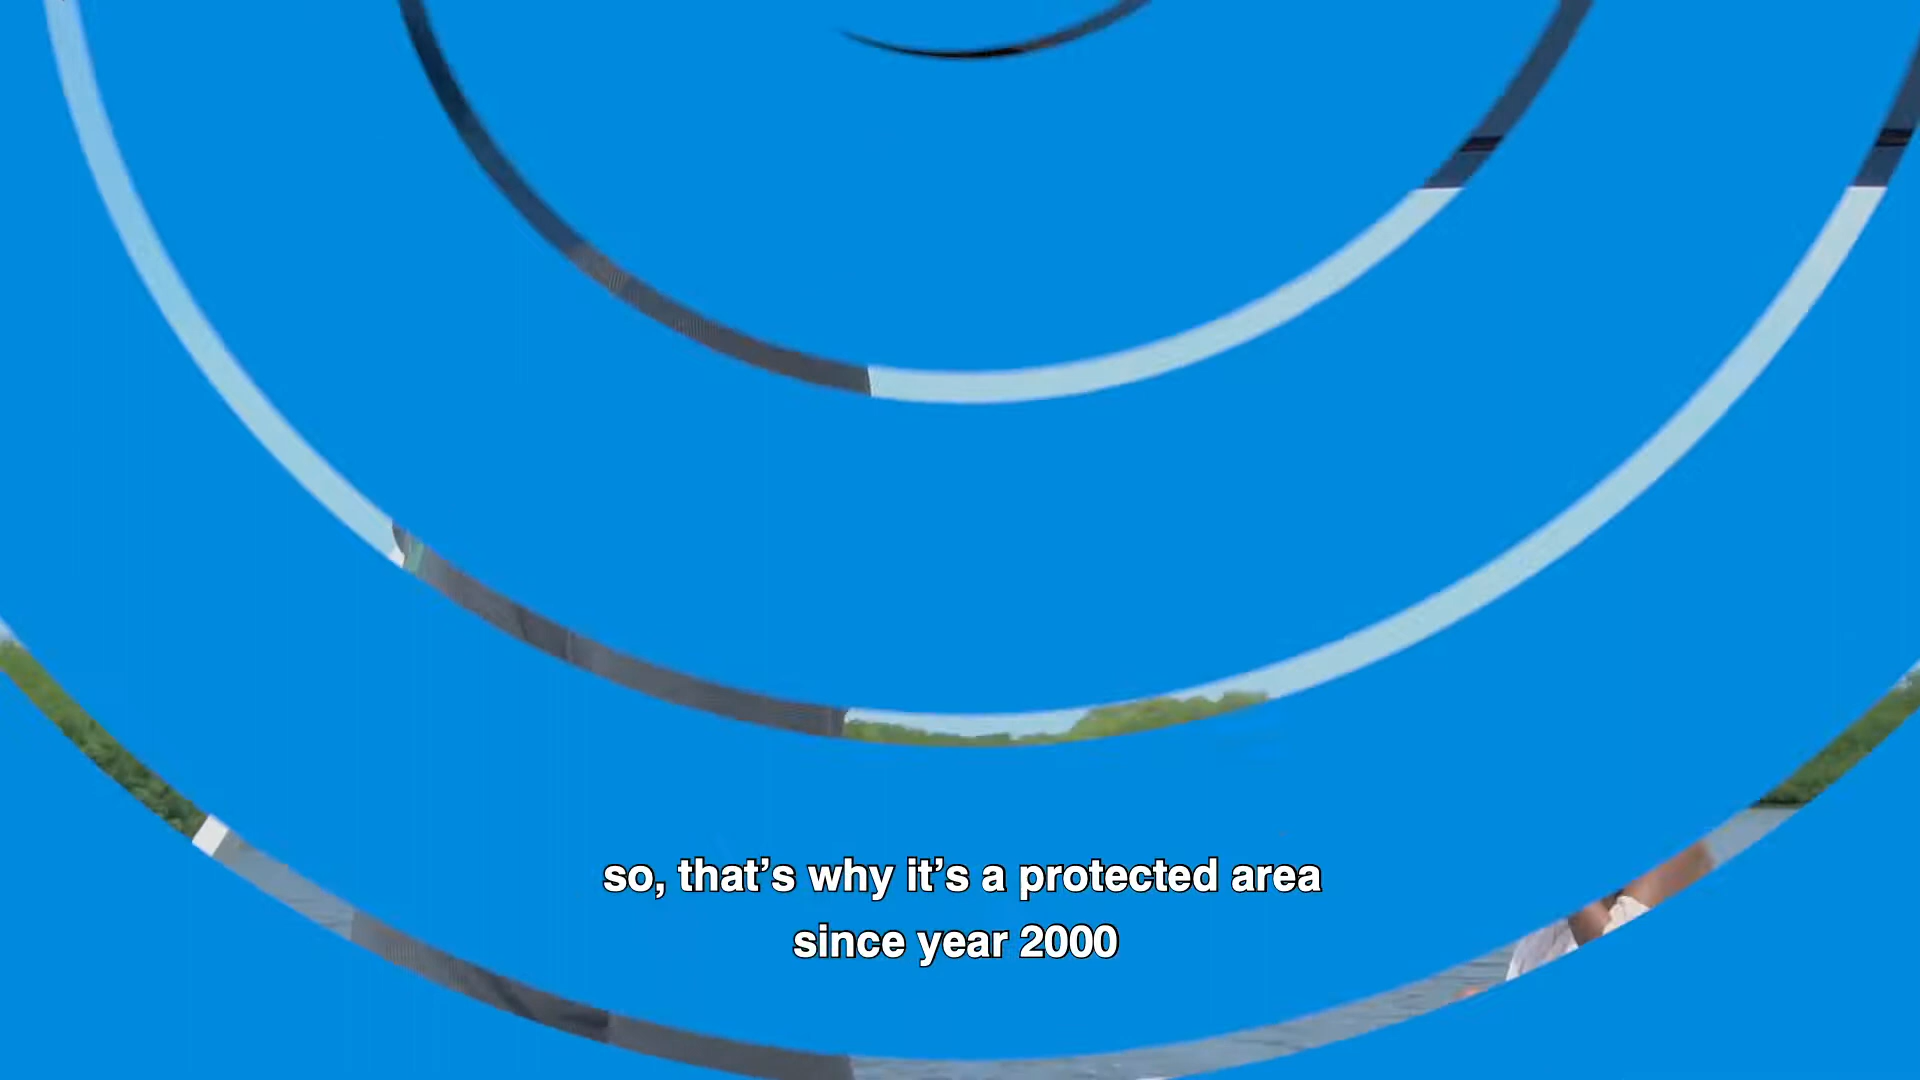 so, that’s why it’s a protected area
since year 2000